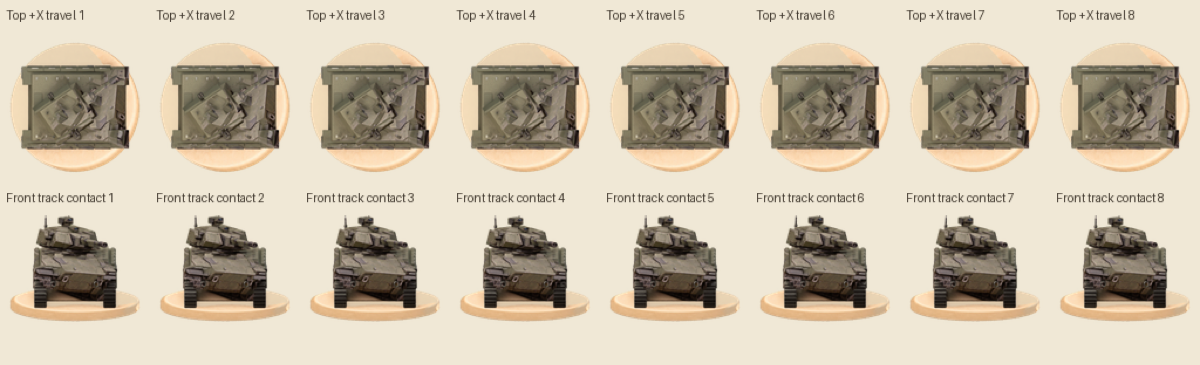 Top +X travel 1
Top +X travel 2
Top +X travel 3
Top +X travel 4
Top +X travel 5
Top +X travel 6
Top +X travel 7
Top +X travel 8
Front track contact 1
Front track contact 2
Front track contact 3
Front track contact 4
Front track contact 5
Front track contact 6
Front track contact 7
Front track contact 8